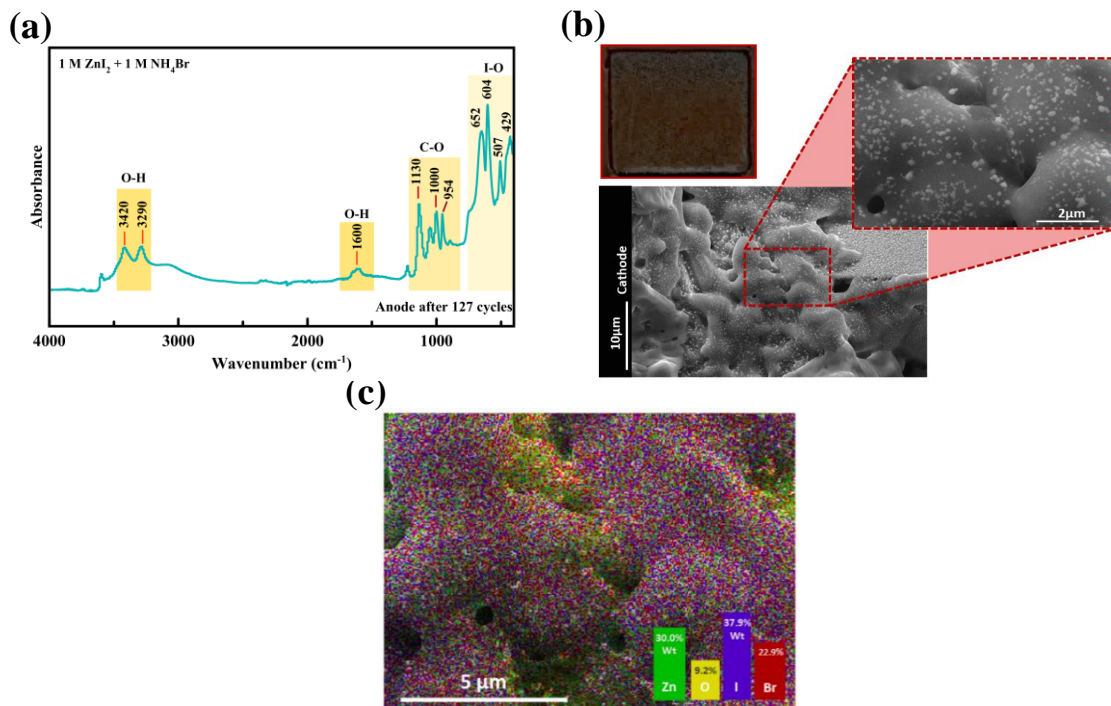 (a)
1 M ZnI₂ + 1 M NH₄Br
I-O
604
652
429
507
C-O
1130
1000
954
O-H
3420
3290
O-H
1600
Absorbance
Anode after 127 cycles
4000 3000 2000 1000
Wavenumber (cm⁻¹)
(b)
2µm
Cathode
10µm
(c)
5 µm
30.0%
Wt
Zn
9.2%
O
37.9%
Wt
I
22.9%
Br